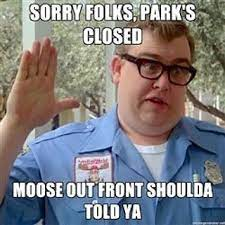 SORRY FOLKS, PARK'S
CLOSED
MOOSE OUT FRONT SHOULDA
TOLD YA